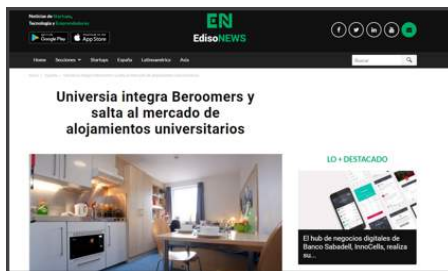 Noticias de Startups,
Tecnología y Emprendedores
Google Play
App Store
EN
EdisoNEWS
Home Secciones Startups España Latinoamérica Asia
Buscar
Universia integra Beroomers y
salta al mercado de
alojamientos universitarios
LO + DESTACADO
El hub de negocios digitales de
Banco Sabadell, InnoCells, realiza
su...